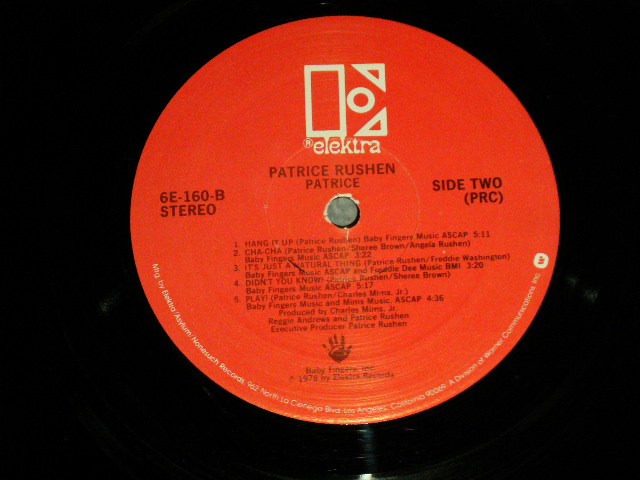 ® elektra
PATRICE RUSHEN
PATRICE
6E-160-B
STEREO
SIDE TWO
(PRC)
1. HANG IT UP (Patrice Rushen) Baby Fingers Music ASCAP 5:11
2. CHA-CHA (Patrice Rushen/Sheree Brown/Angela Rushen)
Baby Fingers Music ASCAP 3:22
3. IT'S JUST A NATURAL THING (Patrice Rushen/Freddie Washington)
Baby Fingers Music ASCAP and Freddie Dee Music BMI 3:20
4. DIDN'T YOU KNOW? (Patrice Rushen/Sheree Brown)
Baby Fingers Music ASCAP 5:17
5. PLAY! (Patrice Rushen/Charles Mims, Jr.)
Baby Fingers Music and Mims Music, ASCAP 4:36
Produced by Charles Mims, Jr.
Reggie Andrews and Patrice Rushen
Executive Producer Patrice Rushen
Baby Fingers, Inc.
℗ 1978 by Elektra Records
Mfg. by Elektra/Asylum/Nonesuch Records, 962 North La Cienega Blvd. Los Angeles, California 90069. A Division of Warner Communications Inc.